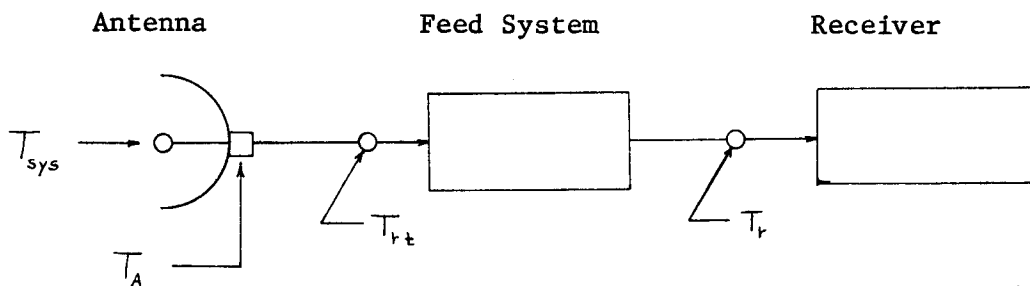 Antenna Feed System Receiver
T_sys
T_rt
T_r
T_A